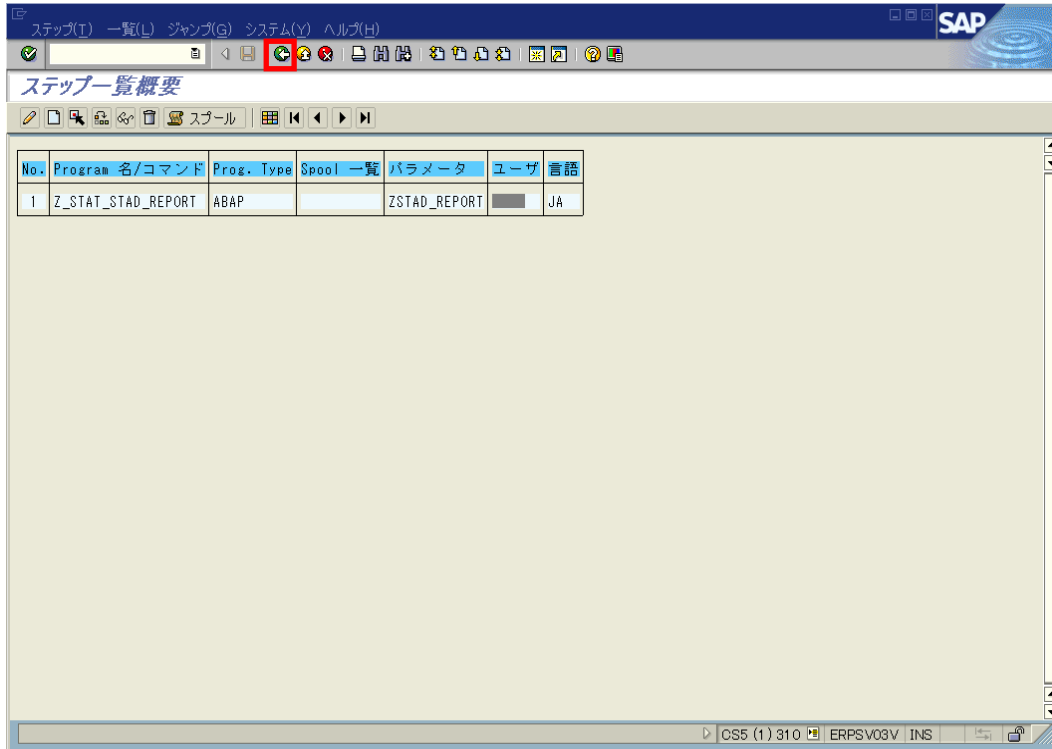 ステップ(T) 一覧(L) ジャンプ(G) システム(Y) ヘルプ(H)
SAP
ステップ一覧概要
スプール
No. Program 名/コマンド Prog. Type Spool 一覧 パラメータ ユーザ 言語
1 Z_STAT_STAD_REPORT ABAP ZSTAD_REPORT JA
CS5 (1) 310 ERPSV03V INS